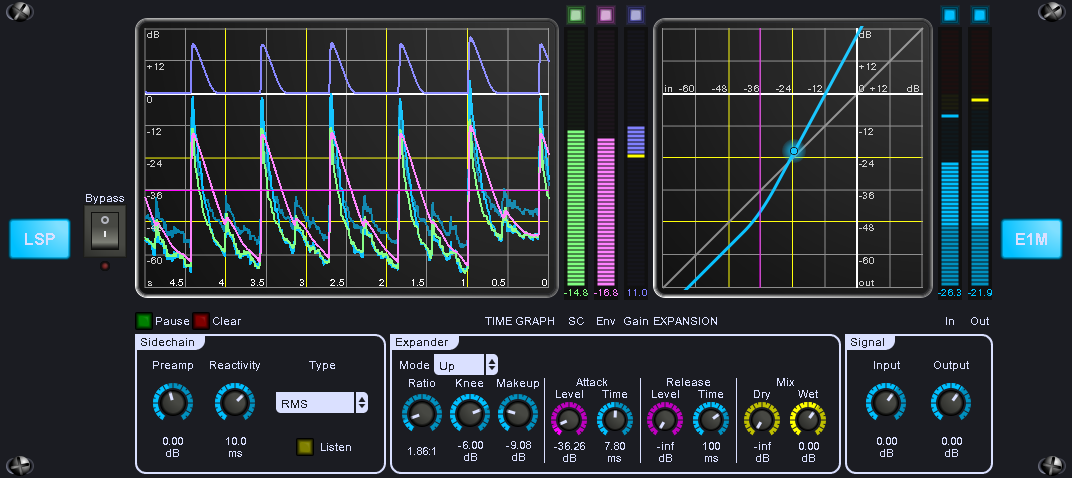 dB
+12
0
-12
-24
-36
-48
-60
s 4.5 4 3.5 3 2.5 2 1.5 1 0.5 0
-14.8 -16.8 11.0
dB
+12
in -60 -48 -36 -24 -12 0 +12 dB
-12
-24
-36
-48
-60
out
-26.3 -21.9
Bypass
LSP
E1M
Pause Clear TIME GRAPH SC Env Gain EXPANSION In Out
Sidechain
Preamp Reactivity Type
RMS
0.00 10.0
dB ms
Listen
Expander
Mode Up
Ratio Knee Makeup
1.86:1 -6.00 -9.08
dB dB
Attack
Level Time
-36.26 7.80
dB ms
Release
Level Time
-inf 100
dB ms
Mix
Dry Wet
-inf 0.00
dB dB
Signal
Input Output
0.00 0.00
dB dB